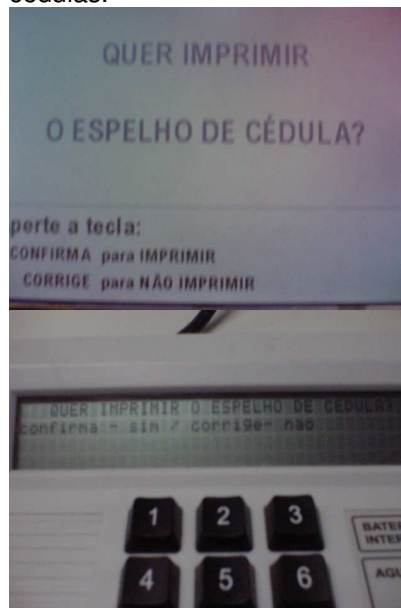 QUER IMPRIMIR
O ESPELHO DE CÉDULA?
perte a tecla:
CONFIRMA para IMPRIMIR
CORRIGE para NÃO IMPRIMIR
QUER IMPRIMIR O ESPELHO DE CEDULA?
confirma - sim / corrige- nao
1 2 3
4 5 6